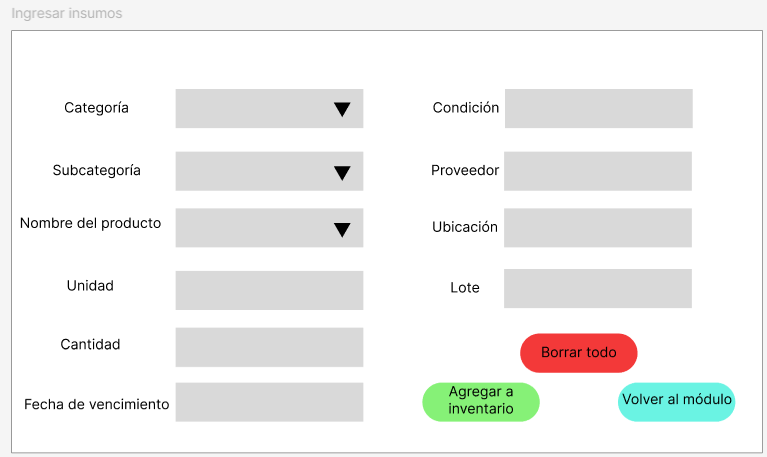 Ingresar insumos
Categoría
Condición
Subcategoría
Proveedor
Nombre del producto
Ubicación
Unidad
Lote
Cantidad
Borrar todo
Fecha de vencimiento
Agregar a
inventario
Volver al módulo